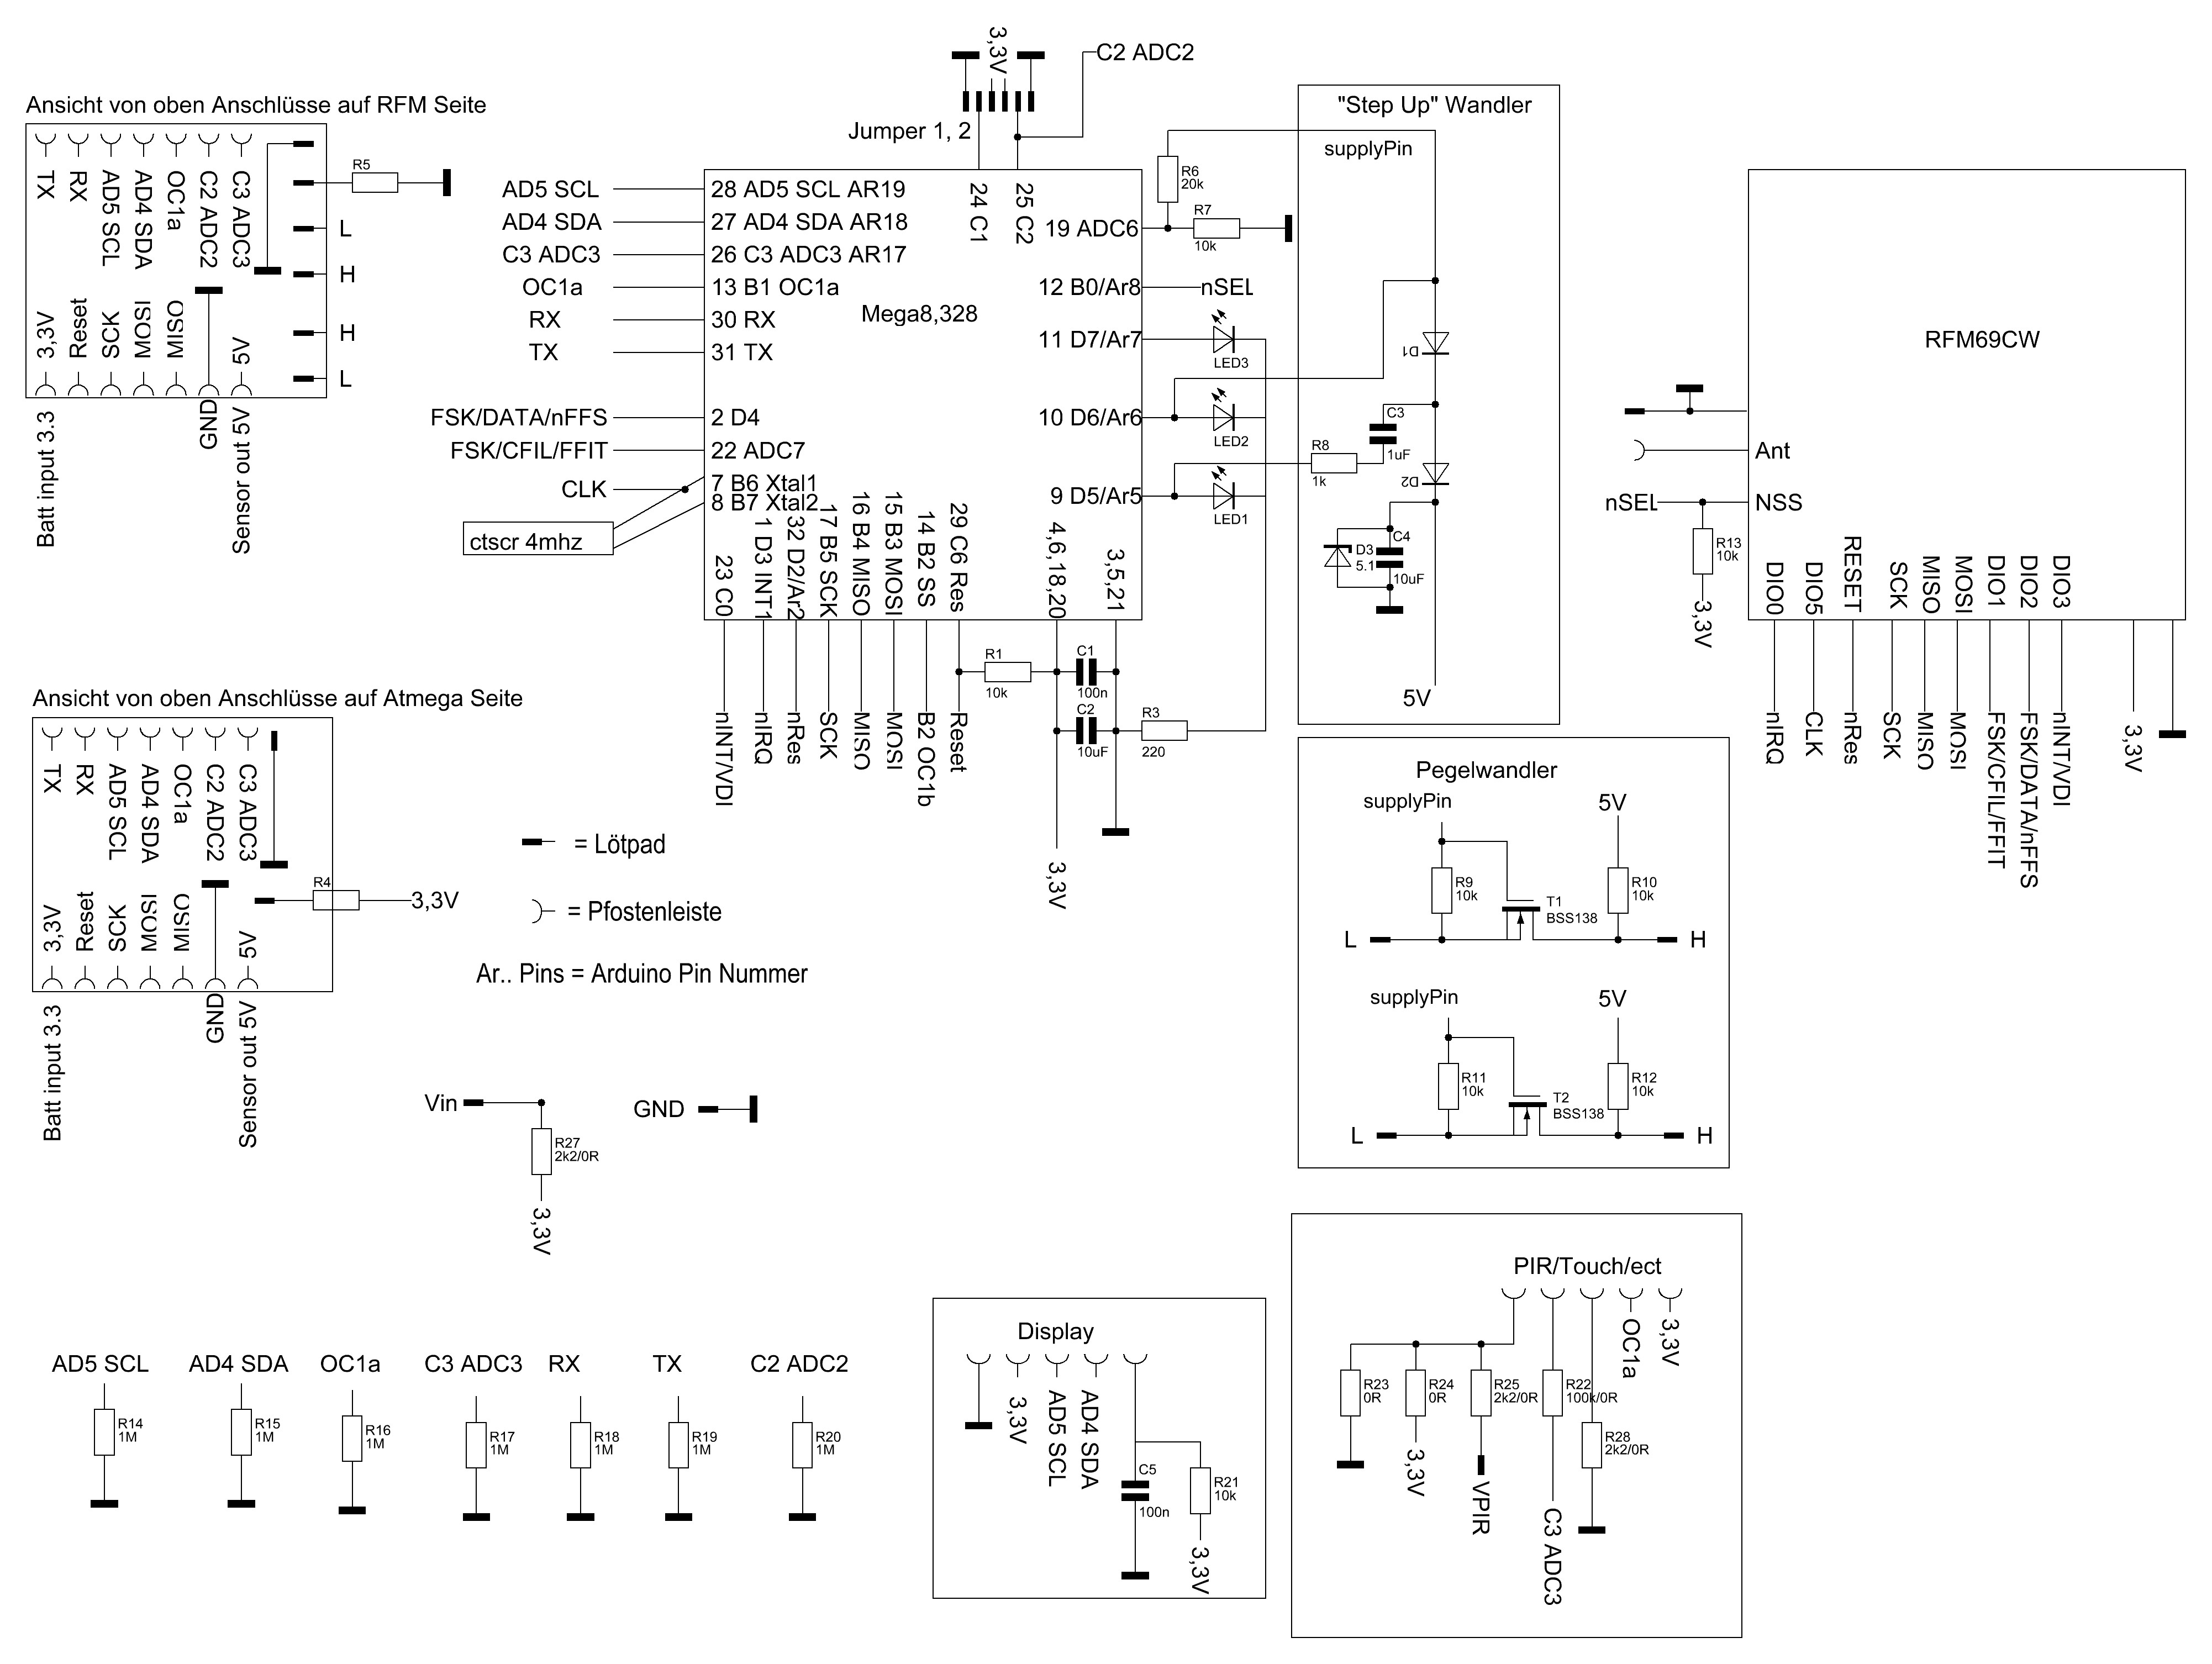 3,3V
C2 ADC2
Jumper 1, 2
Ansicht von oben Anschlüsse auf RFM Seite
TX
RX
AD5 SCL
AD4 SDA
OC1a
C2 ADC2
C3 ADC3
3,3V
Reset
SCK
MOSI
MISO
5V
R5
L
H
H
L
Batt input 3.3
GND
Sensor out 5V
AD5 SCL
AD4 SDA
C3 ADC3
OC1a
RX
TX
FSK/DATA/nFFS
FSK/CFIL/FFIT
CLK
ctscr 4mhz
28 AD5 SCL AR19
27 AD4 SDA AR18
26 C3 ADC3 AR17
13 B1 OC1a
30 RX
31 TX
2 D4
22 ADC7
7 B6 Xtal1
8 B7 Xtal2
Mega8,328
24 C1
25 C2
19 ADC6
12 B0/Ar8
11 D7/Ar7
10 D6/Ar6
9 D5/Ar5
23 C0
1 D3 INT1
32 D2/Ar2
17 B5 SCK
16 B4 MISO
15 B3 MOSI
14 B2 SS
29 C6 Res
4,6,18,20
3,5,21
nINT/VDI
nIRQ
nRes
SCK
MISO
MOSI
B2 OC1b
Reset
R1
10k
C1
100n
C2
10uF
R3
220
3,3V
R6
20k
R7
10k
nSEL
LED3
LED2
LED1
"Step Up" Wandler
supplyPin
D1
C3
1uF
R8
1k
D2
D3
5.1
C4
10uF
5V
RFM69CW
Ant
nSEL
NSS
R13
10k
3,3V
DIO0
DIO5
RESET
SCK
MISO
MOSI
DIO1
DIO2
DIO3
nIRQ
CLK
nRes
SCK
MISO
MOSI
FSK/CFIL/FFIT
FSK/DATA/nFFS
nINT/VDI
3,3V
Ansicht von oben Anschlüsse auf Atmega Seite
TX
RX
AD5 SCL
AD4 SDA
OC1a
C2 ADC2
C3 ADC3
3,3V
Reset
SCK
MOSI
MISO
5V
R4
3,3V
Batt input 3.3
GND
Sensor out 5V
= Lötpad
= Pfostenleiste
Ar.. Pins = Arduino Pin Nummer
Pegelwandler
supplyPin
5V
R9
10k
R10
10k
T1
BSS138
L
H
supplyPin
5V
R11
10k
R12
10k
T2
BSS138
L
H
Vin
R27
2k2/0R
3,3V
GND
AD5 SCL
R14
1M
AD4 SDA
R15
1M
OC1a
R16
1M
C3 ADC3
R17
1M
RX
R18
1M
TX
R19
1M
C2 ADC2
R20
1M
Display
3,3V
AD5 SCL
AD4 SDA
C5
100n
R21
10k
3,3V
PIR/Touch/ect
OC1a
3,3V
R23
0R
R24
0R
R25
2k2/0R
R22
100k/0R
R28
2k2/0R
3,3V
VPIR
C3 ADC3